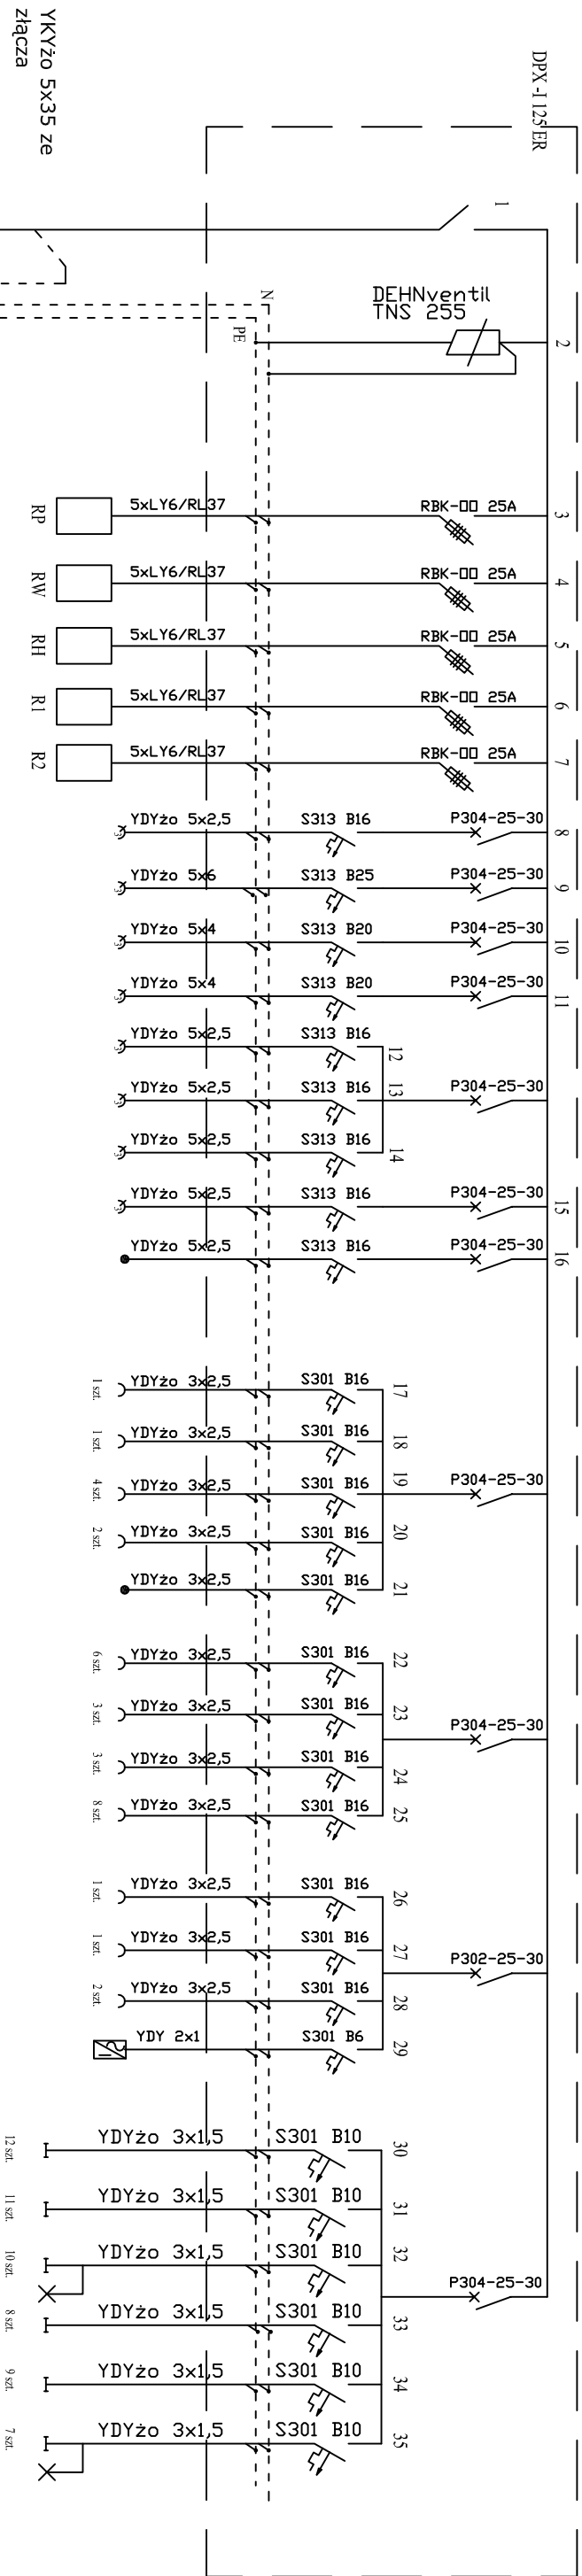 YKYżo 5x35 ze
złącza
DPX-I 125 ER
1
DEHNventil
TNS 255
N
PE
2
RP
5xLY6/RL37
RBK-00 25A
3
RW
5xLY6/RL37
RBK-00 25A
4
RH
5xLY6/RL37
RBK-00 25A
5
R1
5xLY6/RL37
RBK-00 25A
6
R2
5xLY6/RL37
RBK-00 25A
7
3
YDYżo 5x2,5
S313 B16
P304-25-30
8
3
YDYżo 5x6
S313 B25
P304-25-30
9
3
YDYżo 5x4
S313 B20
P304-25-30
10
3
YDYżo 5x4
S313 B20
P304-25-30
11
3
YDYżo 5x2,5
S313 B16
12
3
YDYżo 5x2,5
S313 B16
13
P304-25-30
3
YDYżo 5x2,5
S313 B16
14
3
YDYżo 5x2,5
S313 B16
P304-25-30
15
YDYżo 5x2,5
S313 B16
P304-25-30
16
1 szt.
YDYżo 3x2,5
S301 B16
17
1 szt.
YDYżo 3x2,5
S301 B16
18
4 szt.
YDYżo 3x2,5
S301 B16
19
P304-25-30
2 szt.
YDYżo 3x2,5
S301 B16
20
YDYżo 3x2,5
S301 B16
21
6 szt.
YDYżo 3x2,5
S301 B16
22
3 szt.
YDYżo 3x2,5
S301 B16
23
P304-25-30
3 szt.
YDYżo 3x2,5
S301 B16
24
8 szt.
YDYżo 3x2,5
S301 B16
25
1 szt.
YDYżo 3x2,5
S301 B16
26
1 szt.
YDYżo 3x2,5
S301 B16
27
P302-25-30
2 szt.
YDYżo 3x2,5
S301 B16
28
YDY 2x1
S301 B6
29
12 szt.
YDYżo 3x1,5
S301 B10
30
11 szt.
YDYżo 3x1,5
S301 B10
31
10 szt.
YDYżo 3x1,5
S301 B10
32
P304-25-30
8 szt.
YDYżo 3x1,5
S301 B10
33
9 szt.
YDYżo 3x1,5
S301 B10
34
7 szt.
YDYżo 3x1,5
S301 B10
35